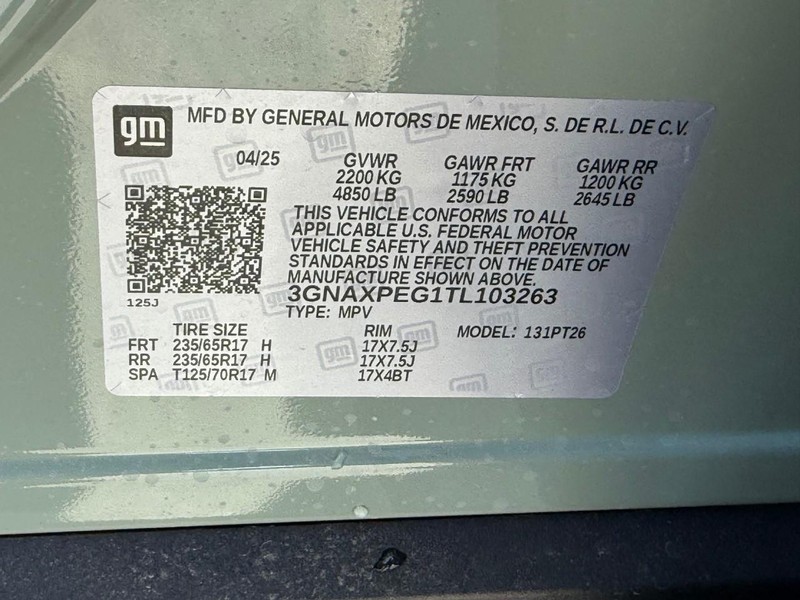 gm MFD BY GENERAL MOTORS DE MEXICO, S. DE R.L. DE C.V.
04/25 GVWR GAWR FRT GAWR RR
2200 KG 1175 KG 1200 KG
4850 LB 2590 LB 2645 LB
THIS VEHICLE CONFORMS TO ALL
APPLICABLE U.S. FEDERAL MOTOR
VEHICLE SAFETY AND THEFT PREVENTION
STANDARDS IN EFFECT ON THE DATE OF
MANUFACTURE SHOWN ABOVE.
125J 3GNAXPEG1TL103263
TYPE: MPV
TIRE SIZE RIM MODEL: 131PT26
FRT 235/65R17 H 17X7.5J
RR 235/65R17 H 17X7.5J
SPA T125/70R17 M 17X4BT